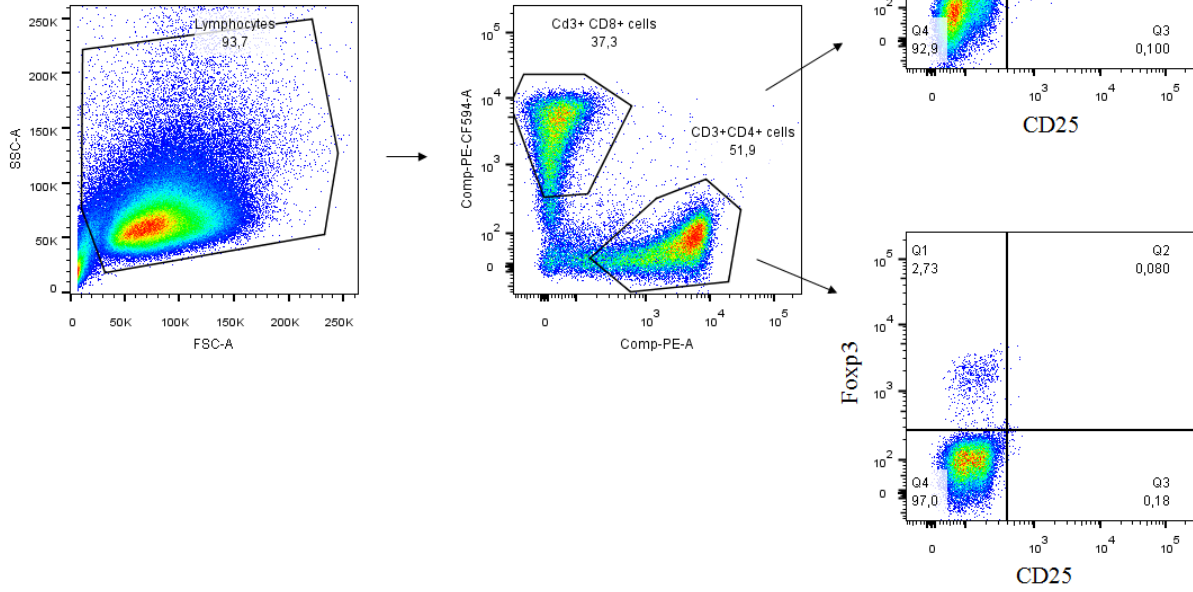 250K
200K
150K
100K
50K
0
SSC-A
Lymphocytes
93,7
0 50K 100K 150K 200K 250K
FSC-A
10^5
10^4
10^3
10^2
0
Comp-PE-CF594-A
Cd3+ CD8+ cells
37,3
CD3+CD4+ cells
51,9
0 10^3 10^4 10^5
Comp-PE-A
10^2
0
Q4
92,9
Q3
0,100
0 10^3 10^4 10^5
CD25
10^5
10^4
10^3
10^2
0
Foxp3
Q1
2,73
Q2
0,080
Q4
97,0
Q3
0,18
0 10^3 10^4 10^5
CD25